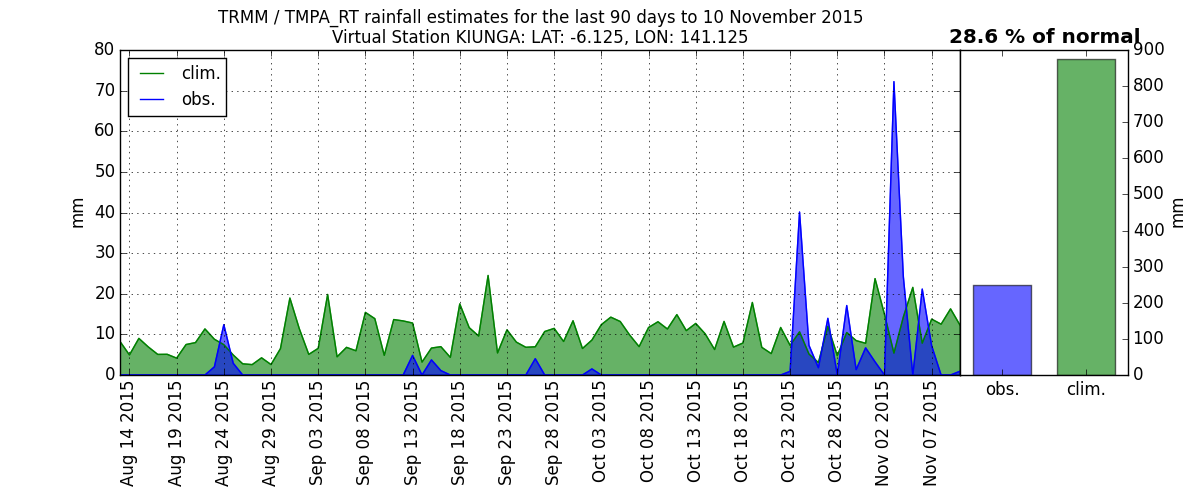 TRMM / TMPA_RT rainfall estimates for the last 90 days to 10 November 2015
Virtual Station KIUNGA: LAT: -6.125, LON: 141.125
28.6 % of normal
clim.
obs.
mm
80
70
60
50
40
30
20
10
0
Aug 14 2015
Aug 19 2015
Aug 24 2015
Aug 29 2015
Sep 03 2015
Sep 08 2015
Sep 13 2015
Sep 18 2015
Sep 23 2015
Sep 28 2015
Oct 03 2015
Oct 08 2015
Oct 13 2015
Oct 18 2015
Oct 23 2015
Oct 28 2015
Nov 02 2015
Nov 07 2015
900
800
700
600
500
400
300
200
100
0
mm
obs.
clim.